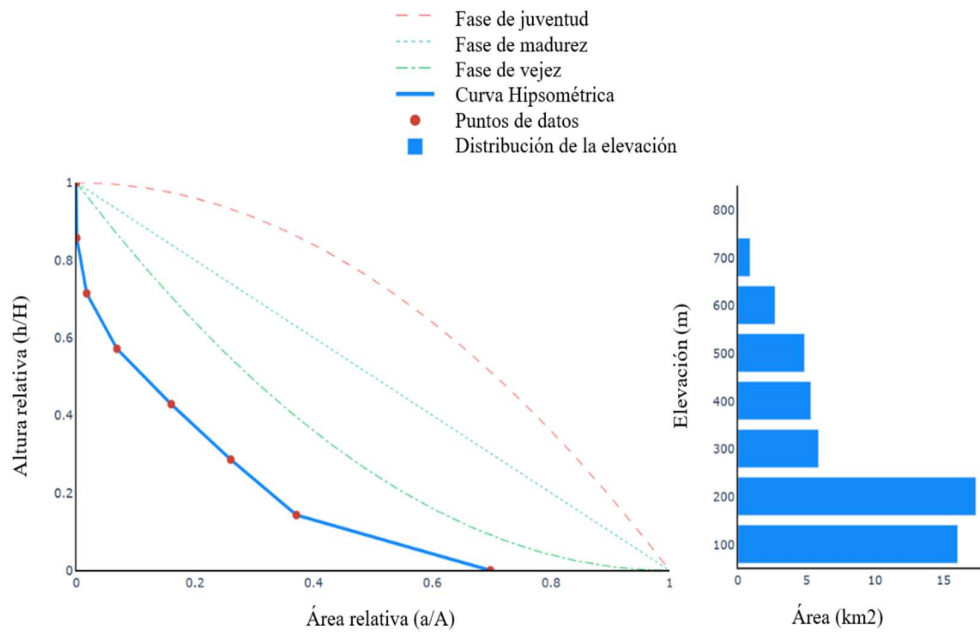 Fase de juventud
Fase de madurez
Fase de vejez
Curva Hipsométrica
Puntos de datos
Distribución de la elevación
Altura relativa (h/H)
1
0.8
0.6
0.4
0.2
0
0
0.2
0.4
0.6
0.8
1
Área relativa (a/A)
Elevación (m)
800
700
600
500
400
300
200
100
0
5
10
15
Área (km2)